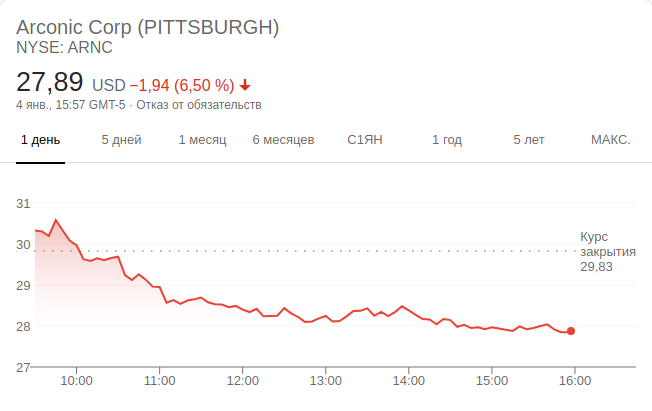 Arconic Corp (PITTSBURGH)
NYSE: ARNC
27,89 USD −1,94 (6,50 %)
4 янв., 15:57 GMT-5 · Отказ от обязательств
1 день 5 дней 1 месяц 6 месяцев С1ЯН 1 год 5 лет МАКС.
31
30
29
28
27
Курс
закрытия
29,83
10:00 11:00 12:00 13:00 14:00 15:00 16:00